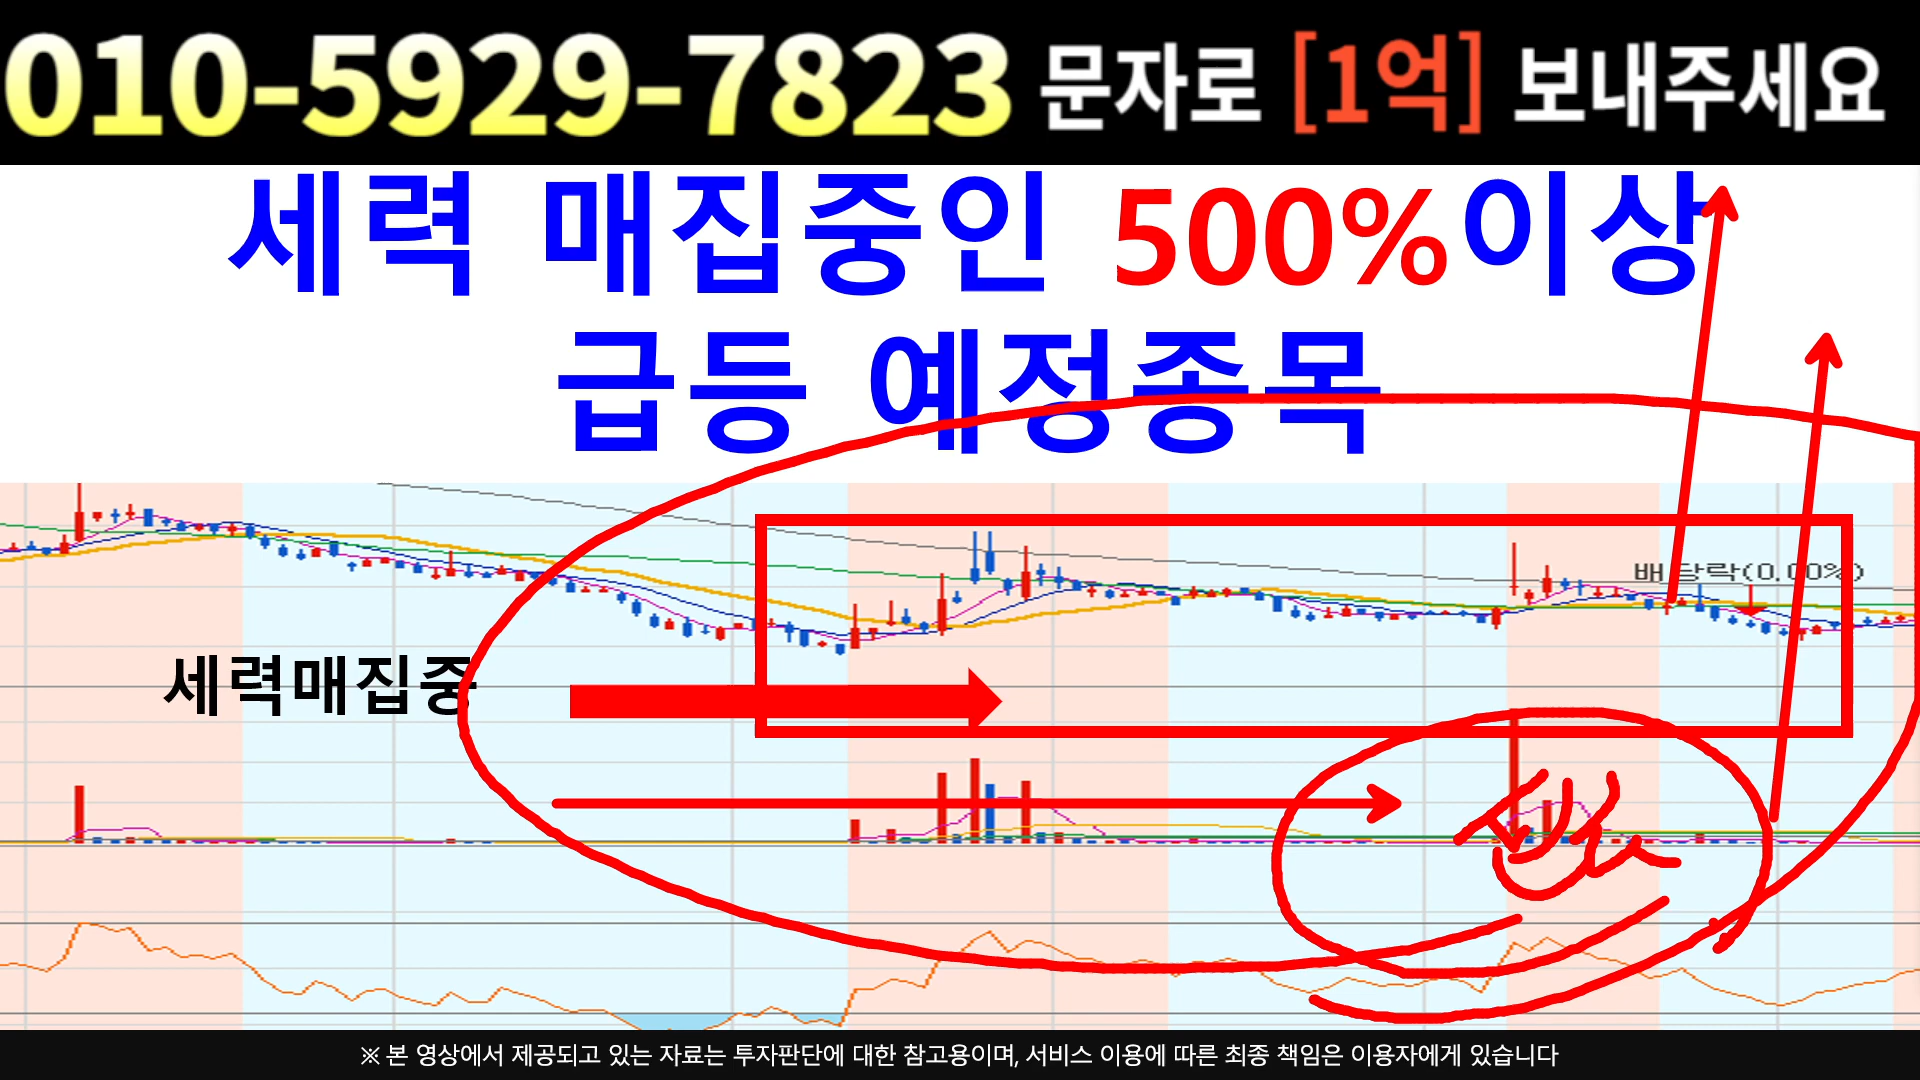 010-5929-7823 문자로 [1억] 보내주세요
세력 매집중인 500%이상
급등 예정종목
배당락(0.00%)
세력매집중
※ 본 영상에서 제공되고 있는 자료는 투자판단에 대한 참고용이며, 서비스 이용에 따른 최종 책임은 이용자에게 있습니다